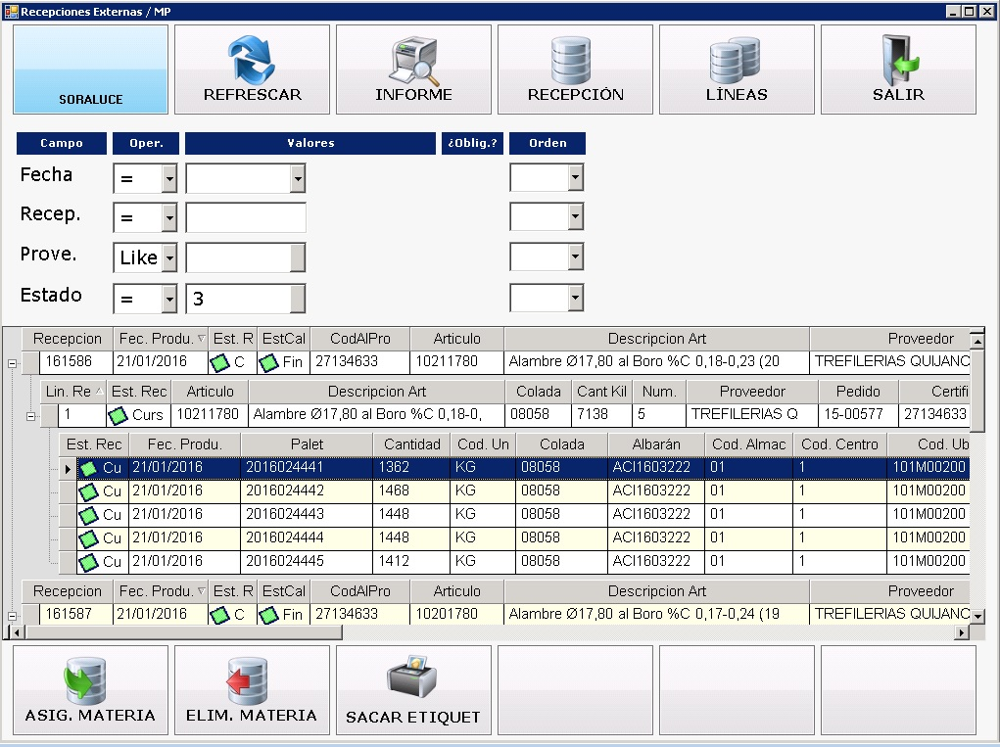 Recepciones Externas / MP
SORALUCE REFRESCAR INFORME RECEPCIÓN LÍNEAS SALIR
Campo Oper. Valores ¿Oblig.? Orden
Fecha =
Recep. =
Prove. Like
Estado = 3
Recepcion Fec. Produ. Est. R EstCal CodAlPro Articulo Descripcion Art Proveedor
161586 21/01/2016 C Fin 27134633 10211780 Alambre Ø17,80 al Boro %C 0,18-0,23 (20 TREFILERIAS QUIJANO
Lin. Re Est. Rec Articulo Descripcion Art Colada Cant Kil Num. Proveedor Pedido Certifi
1 Curs 10211780 Alambre Ø17,80 al Boro %C 0,18-0, 08058 7138 5 TREFILERIAS Q 15-00577 27134633
Est. Rec Fec. Produ. Palet Cantidad Cod. Un Colada Albarán Cod. Almac Cod. Centro Cod. Ub
Cu 21/01/2016 2016024441 1362 KG 08058 ACI1603222 01 1 101M00200
Cu 21/01/2016 2016024442 1468 KG 08058 ACI1603222 01 1 101M00200
Cu 21/01/2016 2016024443 1448 KG 08058 ACI1603222 01 1 101M00200
Cu 21/01/2016 2016024444 1448 KG 08058 ACI1603222 01 1 101M00200
Cu 21/01/2016 2016024445 1412 KG 08058 ACI1603222 01 1 101M00200
Recepcion Fec. Produ. Est. R EstCal CodAlPro Articulo Descripcion Art Proveedor
161587 21/01/2016 C Fin 27134633 10201780 Alambre Ø17,80 al Boro %C 0,17-0,24 (19 TREFILERIAS QUIJANO
ASIG. MATERIA ELIM. MATERIA SACAR ETIQUET